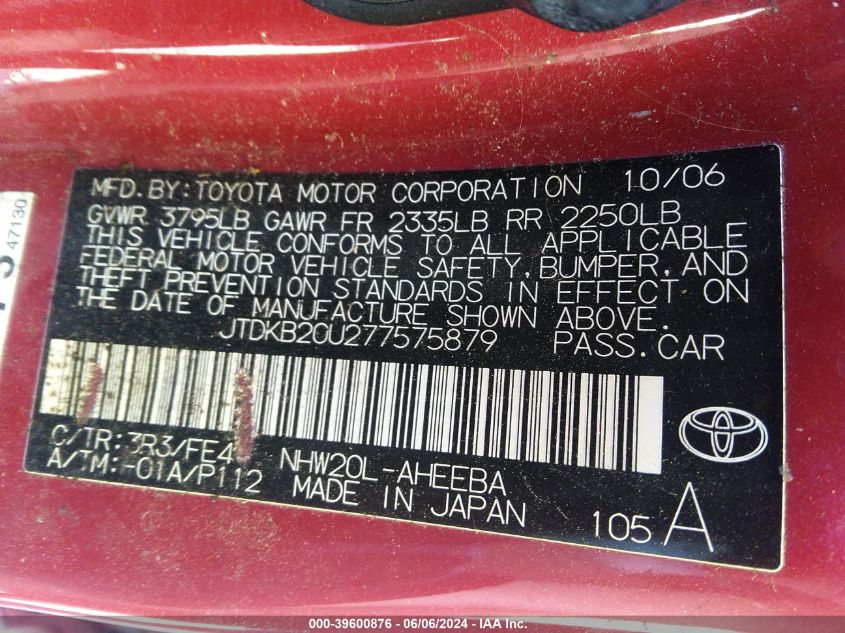 MFD. BY: TOYOTA MOTOR CORPORATION 10/06
GVWR 3795LB GAWR FR 2335LB RR 2250LB
THIS VEHICLE CONFORMS TO ALL APPLICABLE
FEDERAL MOTOR VEHICLE SAFETY, BUMPER, AND
THEFT PREVENTION STANDARDS IN EFFECT ON
THE DATE OF MANUFACTURE SHOWN ABOVE.
JTDKB20U277575879 PASS. CAR
C/TR: 3R3/FE4
A/TM: -01A/P112
NHW20L-AHEEBA
MADE IN JAPAN
105 A
47130
000-39600876 - 06/06/2024 - IAA Inc.